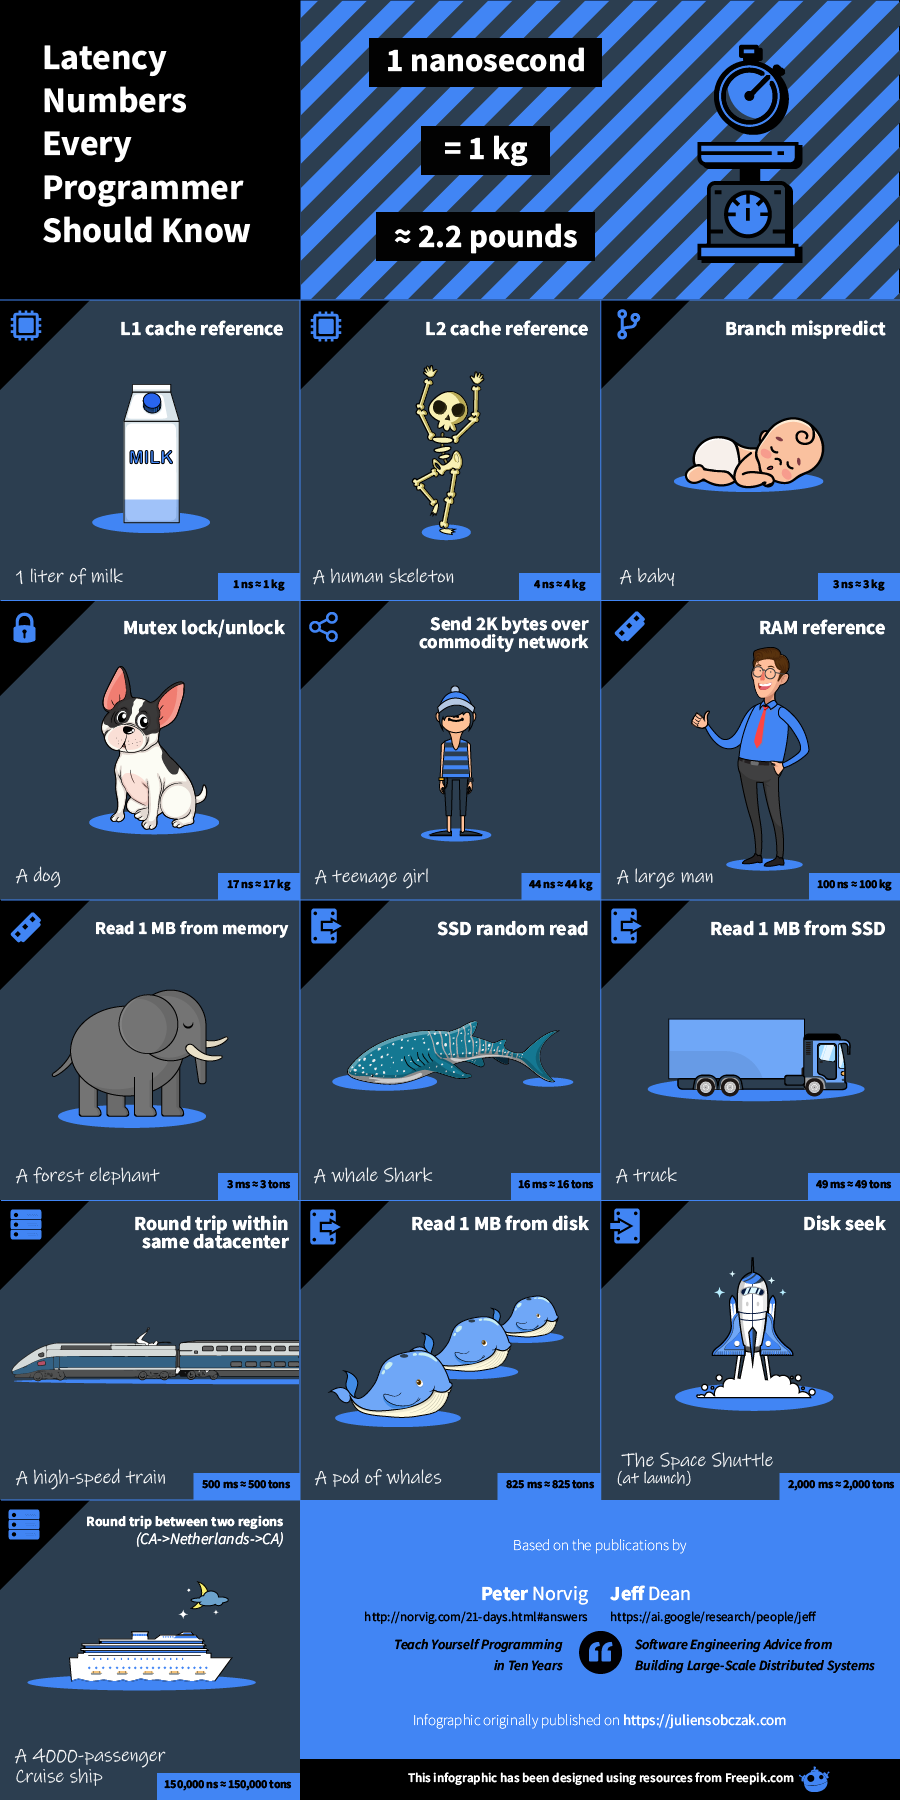 Latency
Numbers
Every
Programmer
Should Know
1 nanosecond
= 1 kg
≈ 2.2 pounds
L1 cache reference
MILK
1 liter of milk
1 ns ≈ 1 kg
L2 cache reference
A human skeleton
4 ns ≈ 4 kg
Branch mispredict
A baby
3 ns ≈ 3 kg
Mutex lock/unlock
A dog
17 ns ≈ 17 kg
Send 2K bytes over
commodity network
A teenage girl
44 ns ≈ 44 kg
RAM reference
A large man
100 ns ≈ 100 kg
Read 1 MB from memory
A forest elephant
3 ms ≈ 3 tons
SSD random read
A whale Shark
16 ms ≈ 16 tons
Read 1 MB from SSD
A truck
49 ms ≈ 49 tons
Round trip within
same datacenter
A high-speed train
500 ms ≈ 500 tons
Read 1 MB from disk
A pod of whales
825 ms ≈ 825 tons
Disk seek
The Space Shuttle
(at launch)
2,000 ms ≈ 2,000 tons
Round trip between two regions
(CA->Netherlands->CA)
A 4000-passenger
Cruise ship
150,000 ns ≈ 150,000 tons
Based on the publications by
Peter Norvig
http://norvig.com/21-days.html#answers
Teach Yourself Programming
in Ten Years
Jeff Dean
https://ai.google/research/people/jeff
Software Engineering Advice from
Building Large-Scale Distributed Systems
Infographic originally published on https://juliensobczak.com
This infographic has been designed using resources from Freepik.com